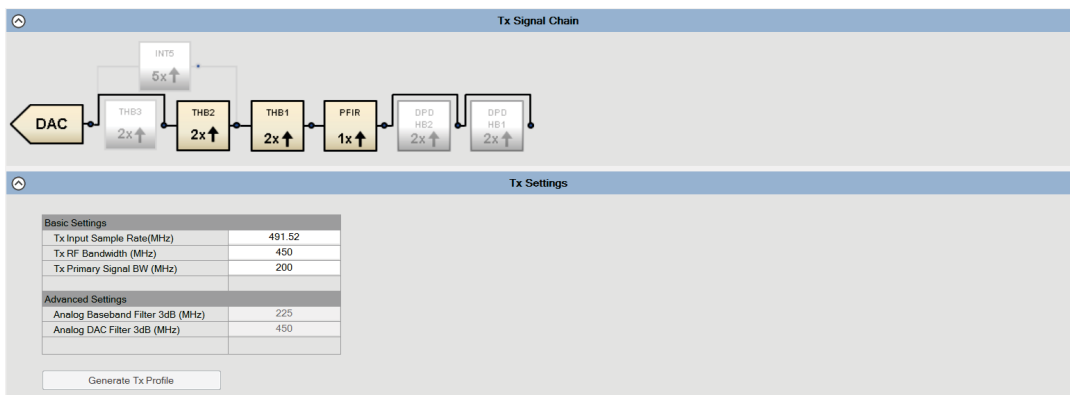 Tx Signal Chain
INT5
5x
DAC
THB3
2x
THB2
2x
THB1
2x
PFIR
1x
DPD
HB2
2x
DPD
HB1
2x
Tx Settings
Basic Settings
Tx Input Sample Rate(MHz) 491.52
Tx RF Bandwidth (MHz) 450
Tx Primary Signal BW (MHz) 200
Advanced Settings
Analog Baseband Filter 3dB (MHz) 225
Analog DAC Filter 3dB (MHz) 450
Generate Tx Profile